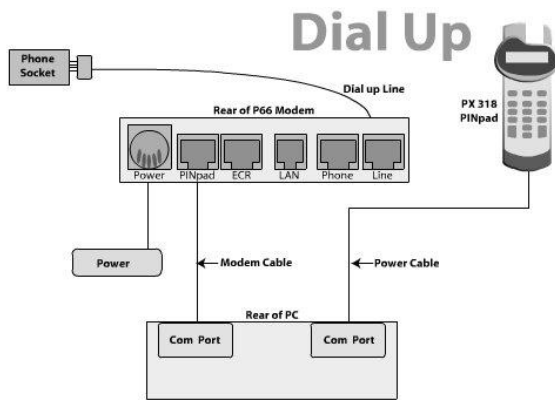 Dial Up
Phone
Socket
Dial up Line
PX 318
PINpad
Rear of P66 Modem
Power
PINpad
ECR
LAN
Phone
Line
Power
Modem Cable
Power Cable
Rear of PC
Com Port
Com Port